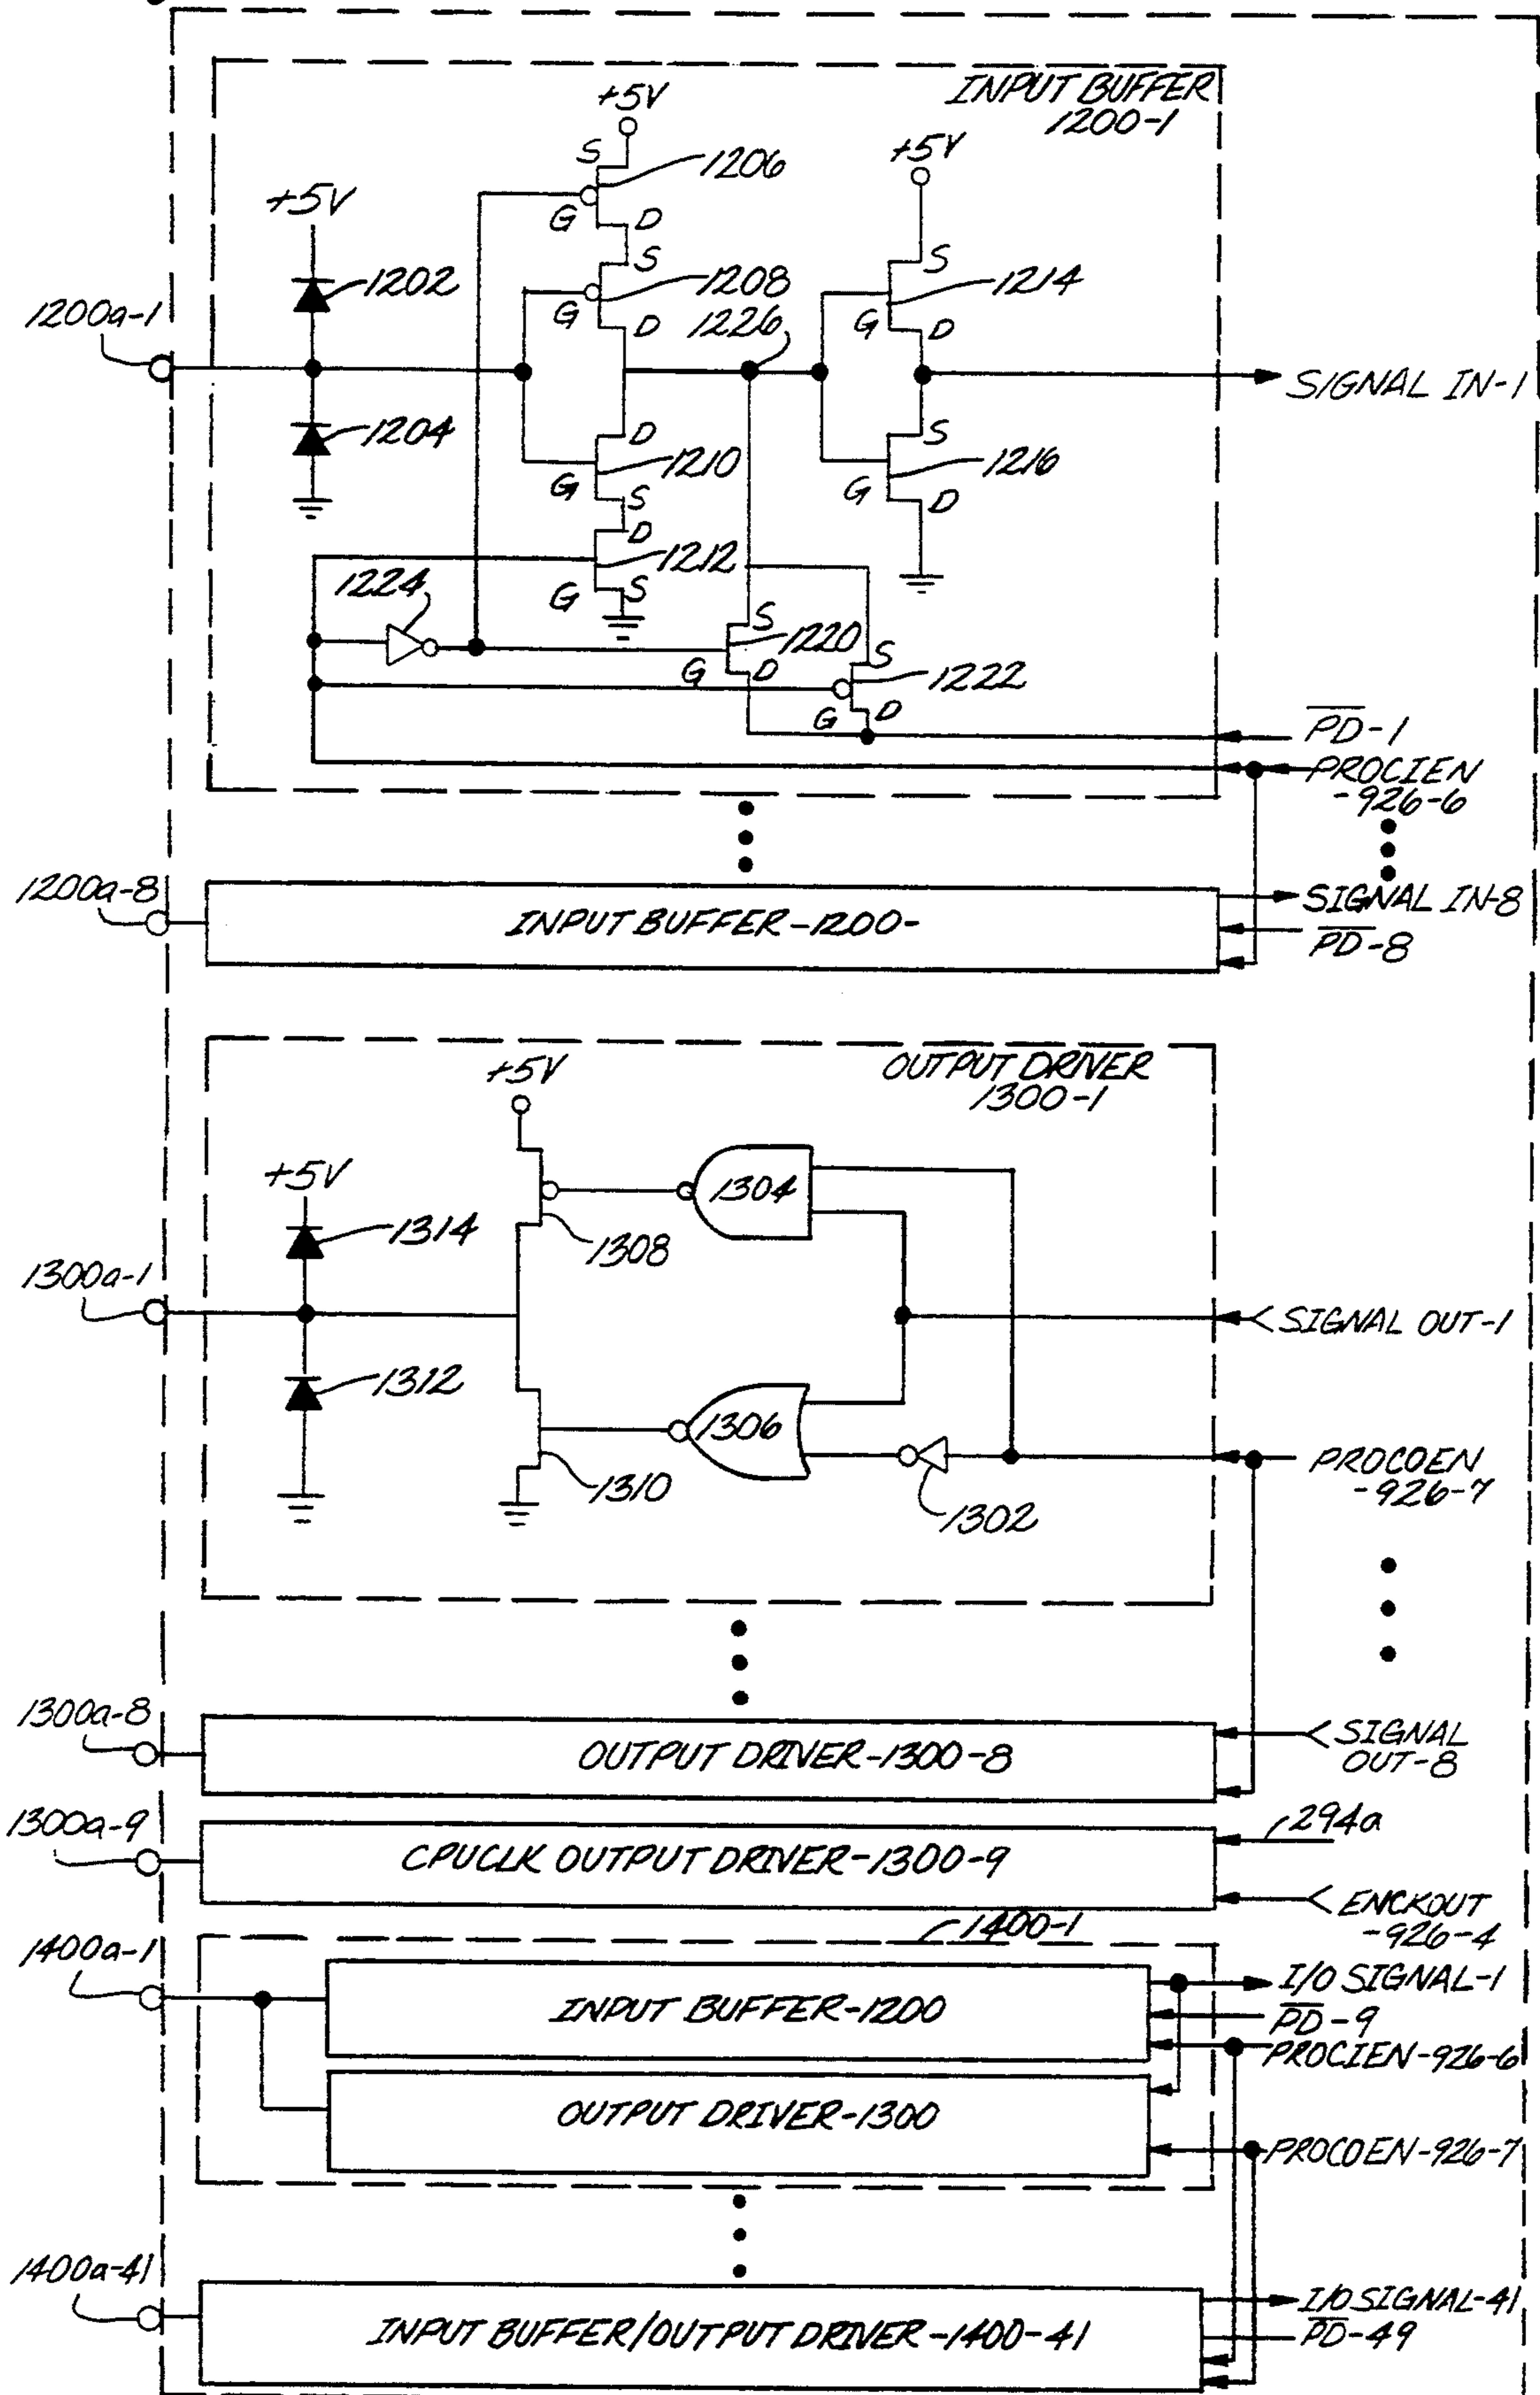 INPUT BUFFER
1200-1
+5V
+5V
S
1206
+5V
G
D
S
1202
1208
S
1214
1200a-1
G
D
1226
G
D
SIGNAL IN-1
1204
D
1210
S
1216
G
S
G
D
D
1212
1224
G
S
S
1220
S
G
D
1222
G
D
P̅D̅-1
PROCIEN
-926-6
1200a-8
INPUT BUFFER-1200-
SIGNAL IN-8
P̅D̅-8
OUTPUT DRIVER
1300-1
+5V
+5V
1304
1314
1308
1300a-1
SIGNAL OUT-1
1312
1306
1310
1302
PROCOEN
-926-7
1300a-8
OUTPUT DRIVER-1300-8
SIGNAL
OUT-8
1300a-9
CPUCLK OUTPUT DRIVER-1300-9
294a
ENCKOUT
-926-4
1400-1
1400a-1
INPUT BUFFER-1200
I/O SIGNAL-1
P̅D̅-9
PROCIEN-926-6
OUTPUT DRIVER-1300
PROCOEN-926-7
1400a-41
INPUT BUFFER/OUTPUT DRIVER-1400-41
I/O SIGNAL-41
P̅D̅-49